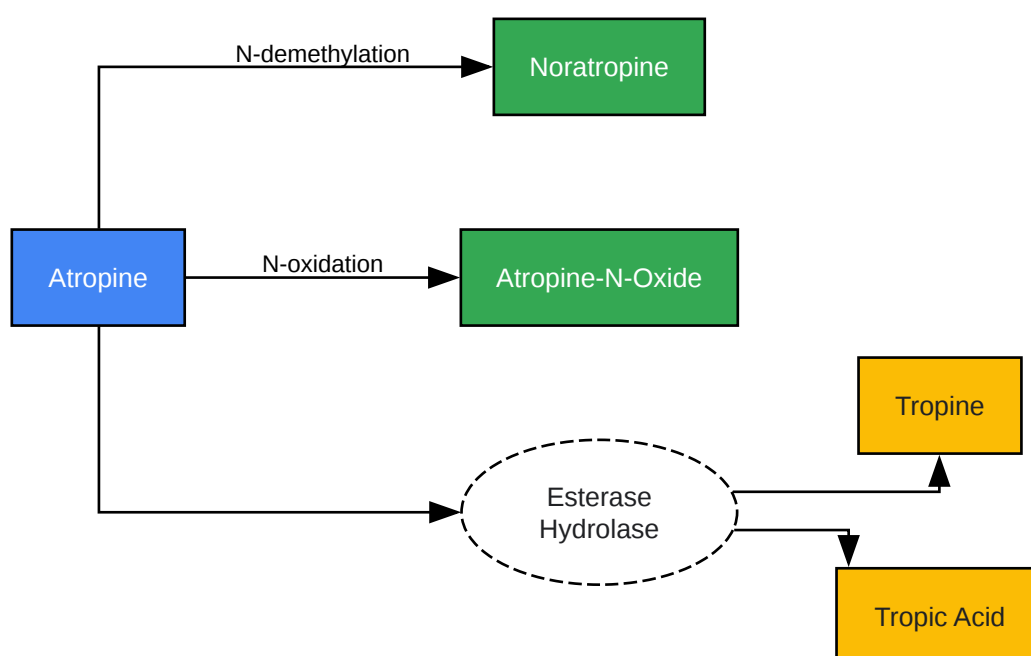 N-demethylation
Noratropine
Atropine
N-oxidation
Atropine-N-Oxide
Tropine
Esterase
Hydrolase
Tropic Acid